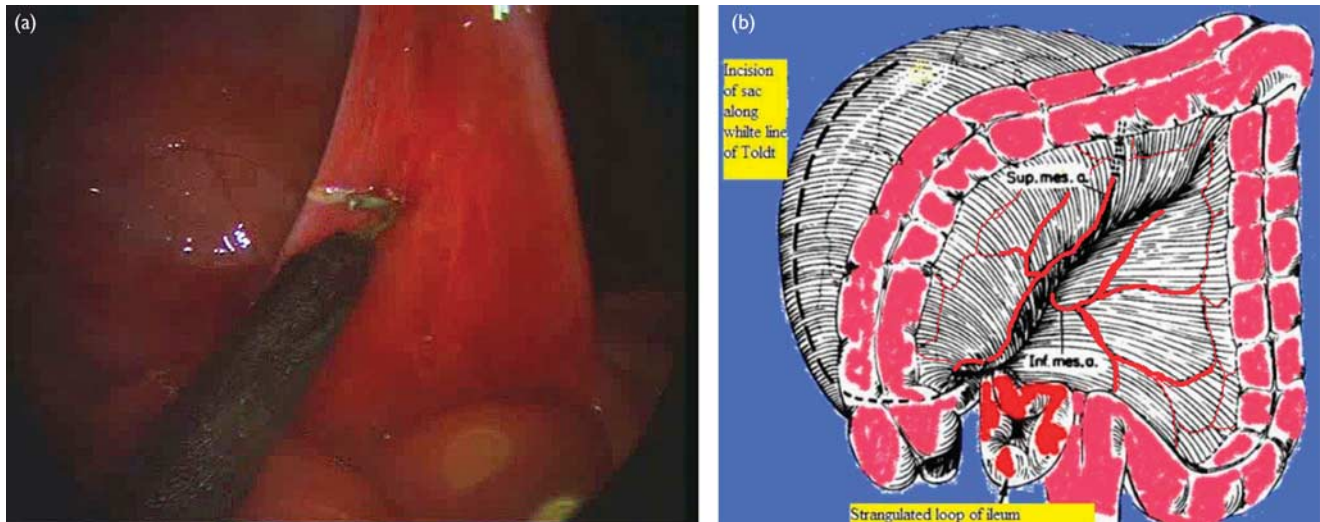 (a)
(b)
Incision
of sac
along
whilte line
of Toldt
Sup. mes. a.
Inf. mes. a.
Strangulated loop of ileum